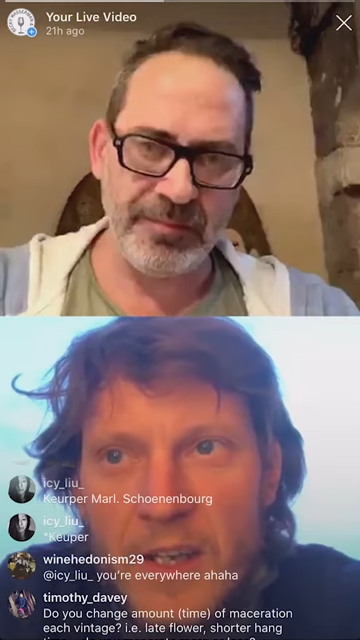 Your Live Video
21h ago
icy_liu_
Keurper Marl. Schoenenbourg
icy_liu_
*Keuper
winehedonism29
@icy_liu_ you're everywhere ahaha
timothy_davey
Do you change amount (time) of maceration
each vintage? i.e. late flower, shorter hang